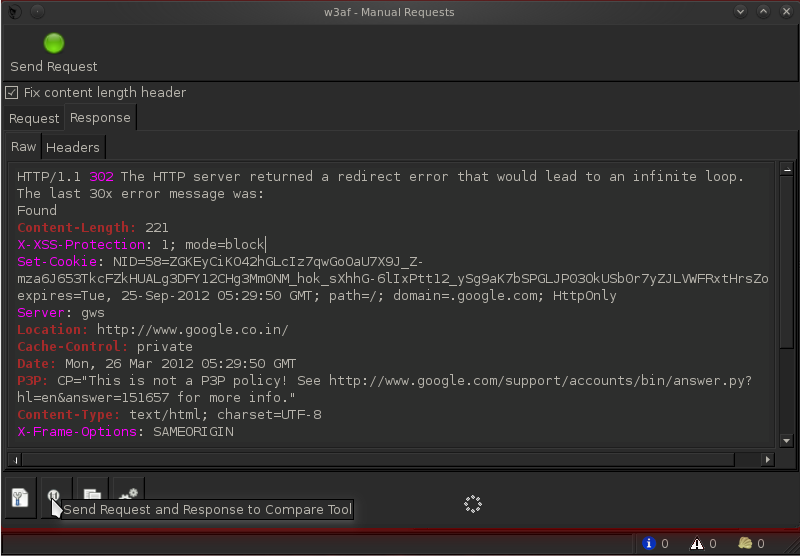 w3af - Manual Requests
Send Request
Fix content length header
Request Response
Raw Headers
HTTP/1.1 302 The HTTP server returned a redirect error that would lead to an infinite loop.
The last 30x error message was:
Found
Content-Length: 221
X-XSS-Protection: 1; mode=block
Set-Cookie: NID=58=ZGKEyCiKO42hGLcIz7qwGoOaU7X9J_Z-
mza6J653TkcFZkHUALg3DFY12CHg3MmONM_hok_sXhhG-6lIxPtt12_ySg9aK7bSPGLJPO3OkUSbOr7yZJLVWFRxtHrsZo
expires=Tue, 25-Sep-2012 05:29:50 GMT; path=/; domain=.google.com; HttpOnly
Server: gws
Location: http://www.google.co.in/
Cache-Control: private
Date: Mon, 26 Mar 2012 05:29:50 GMT
P3P: CP="This is not a P3P policy! See http://www.google.com/support/accounts/bin/answer.py?
hl=en&answer=151657 for more info."
Content-Type: text/html; charset=UTF-8
X-Frame-Options: SAMEORIGIN
Send Request and Response to Compare Tool
0 0 0